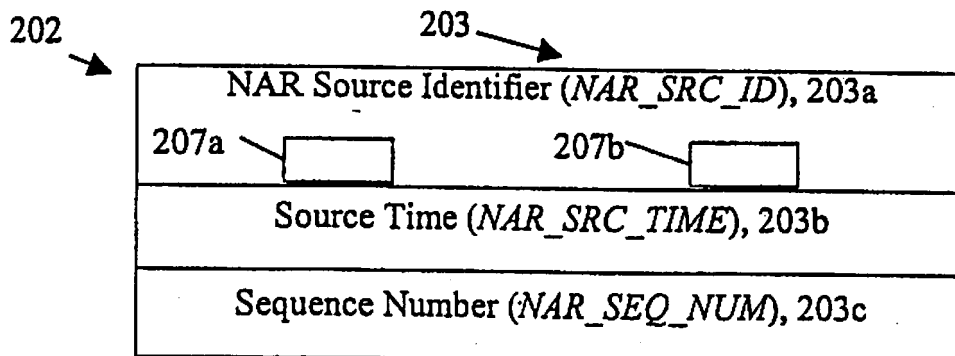 202
203
NAR Source Identifier (NAR_SRC_ID), 203a
207a
207b
Source Time (NAR_SRC_TIME), 203b
Sequence Number (NAR_SEQ_NUM), 203c